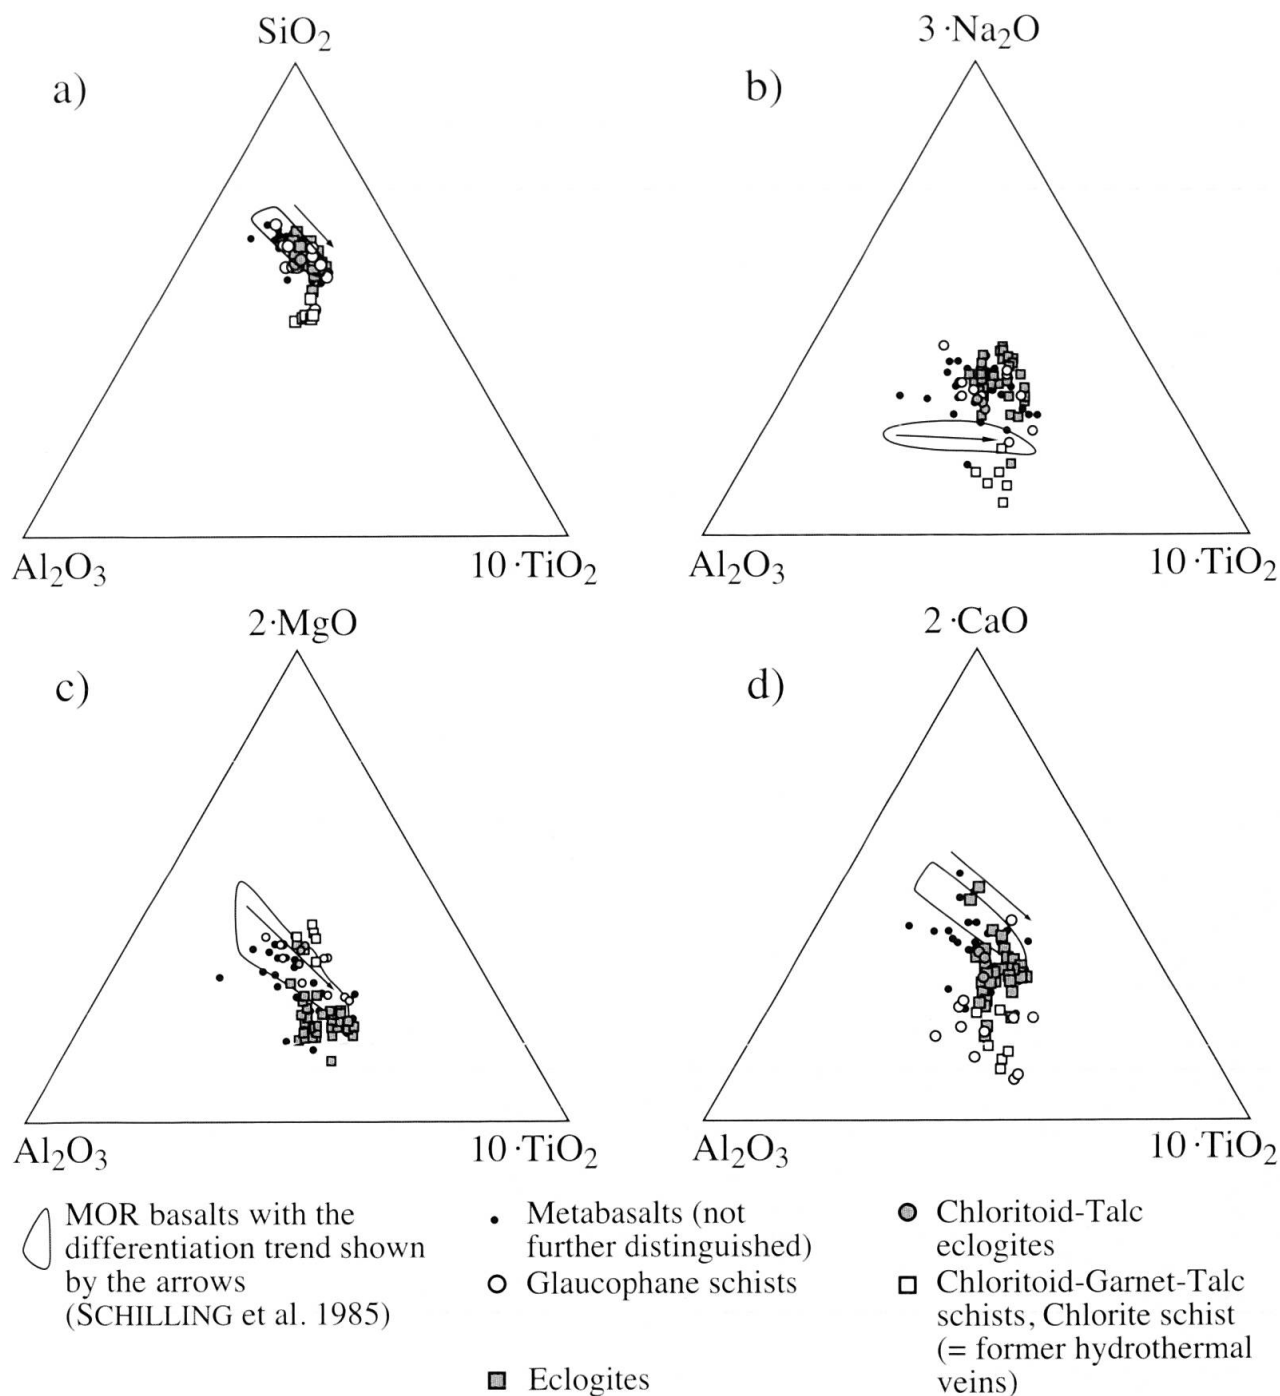 SiO₂
a)
Al₂O₃
10·TiO₂
3·Na₂O
b)
Al₂O₃
10·TiO₂
2·MgO
c)
Al₂O₃
10·TiO₂
2·CaO
d)
Al₂O₃
10·TiO₂
MOR basalts with the
differentiation trend shown
by the arrows
(SCHILLING et al. 1985)
Metabasalts (not
further distinguished)
Glaucophane schists
Eclogites
Chloritoid-Talc
eclogites
Chloritoid-Garnet-Talc
schists, Chlorite schist
(= former hydrothermal
veins)